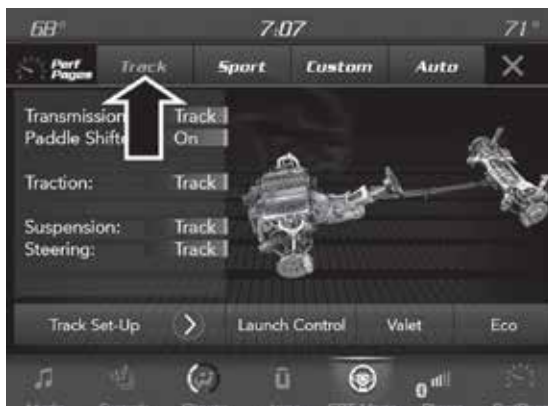 68° 7:07 71°
Perf Pages Track Sport Custom Auto
Transmission Track
Paddle Shifte On
Traction: Track
Suspension: Track
Steering: Track
Track Set-Up Launch Control Valet Eco